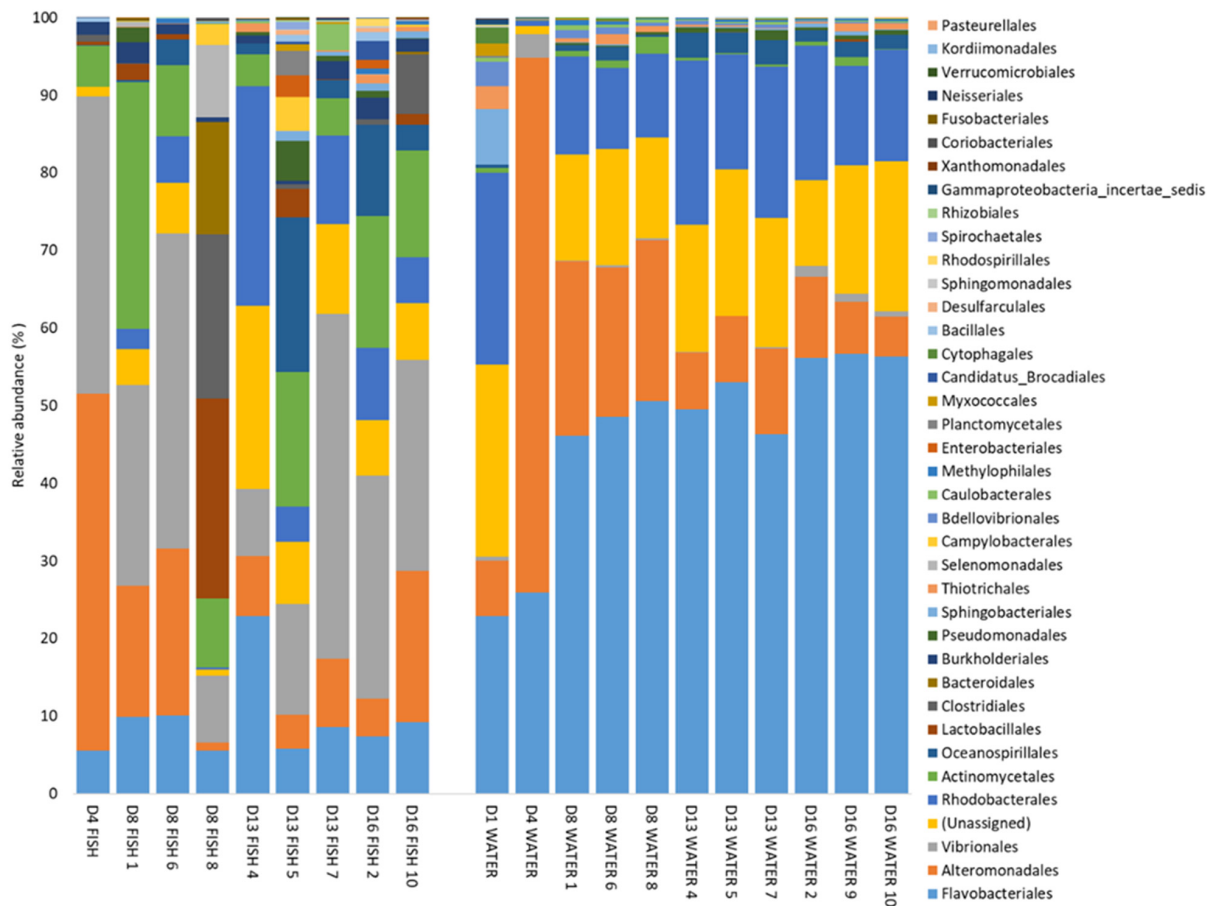 100
90
80
70
60
50
40
30
20
10
0
Relative abundance (%)
D4 FISH
D8 FISH 1
D8 FISH 6
D8 FISH 8
D13 FISH 4
D13 FISH 5
D13 FISH 7
D16 FISH 2
D16 FISH 10
D1 WATER
D4 WATER
D8 WATER 1
D8 WATER 6
D8 WATER 8
D13 WATER 4
D13 WATER 5
D13 WATER 7
D16 WATER 2
D16 WATER 9
D16 WATER 10
Pasteurellales
Kordiimonadales
Verrucomicrobiales
Neisseriales
Fusobacteriales
Coriobacteriales
Xanthomonadales
Gammaproteobacteria_incertae_sedis
Rhizobiales
Spirochaetales
Rhodospirillales
Sphingomonadales
Desulfarculales
Bacillales
Cytophagales
Candidatus_Brocadiales
Myxococcales
Planctomycetales
Enterobacteriales
Methylophilales
Caulobacterales
Bdellovibrionales
Campylobacterales
Selenomonadales
Thiotrichales
Sphingobacteriales
Pseudomonadales
Burkholderiales
Bacteroidales
Clostridiales
Lactobacillales
Oceanospirillales
Actinomycetales
Rhodobacterales
(Unassigned)
Vibrionales
Alteromonadales
Flavobacteriales